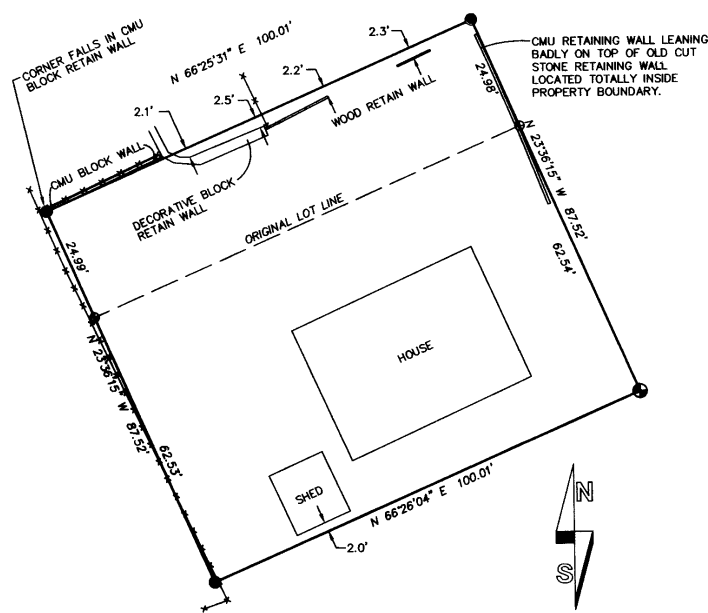 CORNER FALLS IN CMU
BLOCK RETAIN WALL
N 66°25'31" E 100.01'
2.3'
2.2'
2.5'
2.1'
WOOD RETAIN WALL
CMU RETAINING WALL LEANING
BADLY ON TOP OF OLD CUT
STONE RETAINING WALL
LOCATED TOTALLY INSIDE
PROPERTY BOUNDARY.
24.98'
CMU BLOCK WALL
DECORATIVE BLOCK
RETAIN WALL
ORIGINAL LOT LINE
N 23°36'15" W 87.52'
62.54'
24.99'
N 23°36'15" W 87.52'
62.53'
HOUSE
SHED
N 66°26'04" E 100.01'
2.0'
N
S